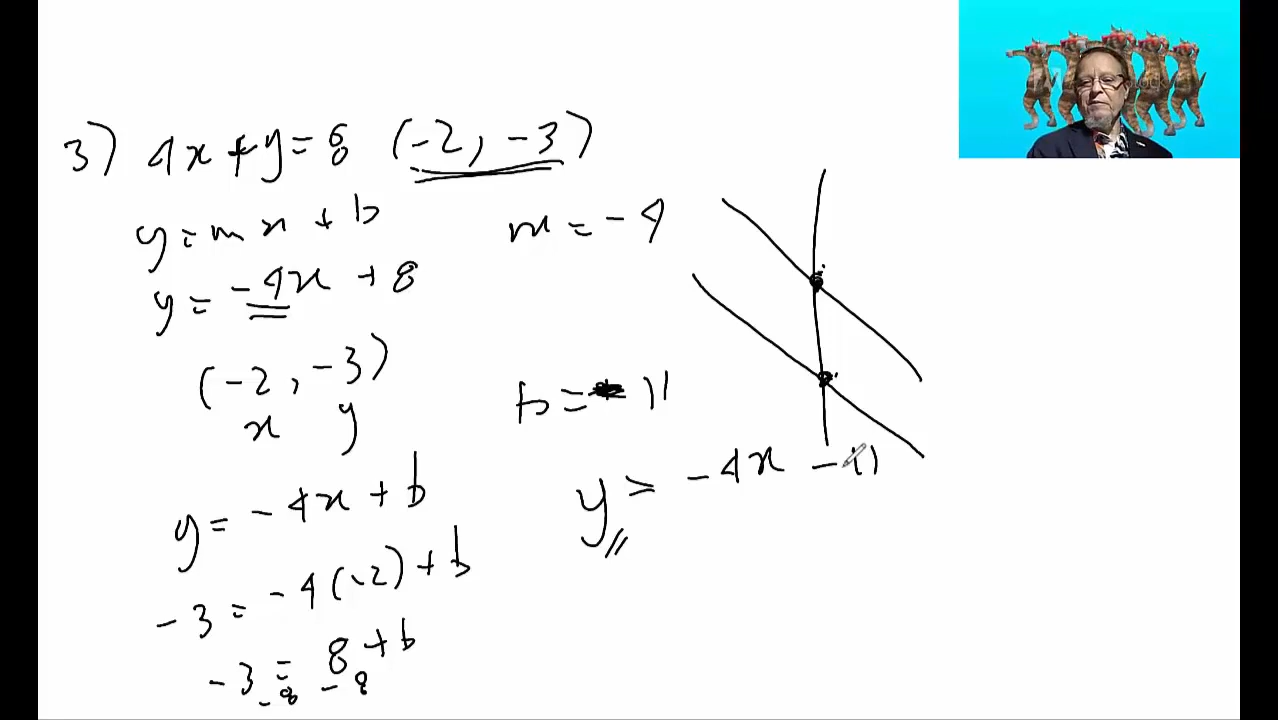 3) 4x + y = 8 (-2, -3)
y = mx + b
m = -4
y = -4x + 8
(-2, -3)
x y
b = - 11
y = -4x + b
y = -4x - 11
-3 = -4(-2) + b
-3 = 8 + b
-8 -8